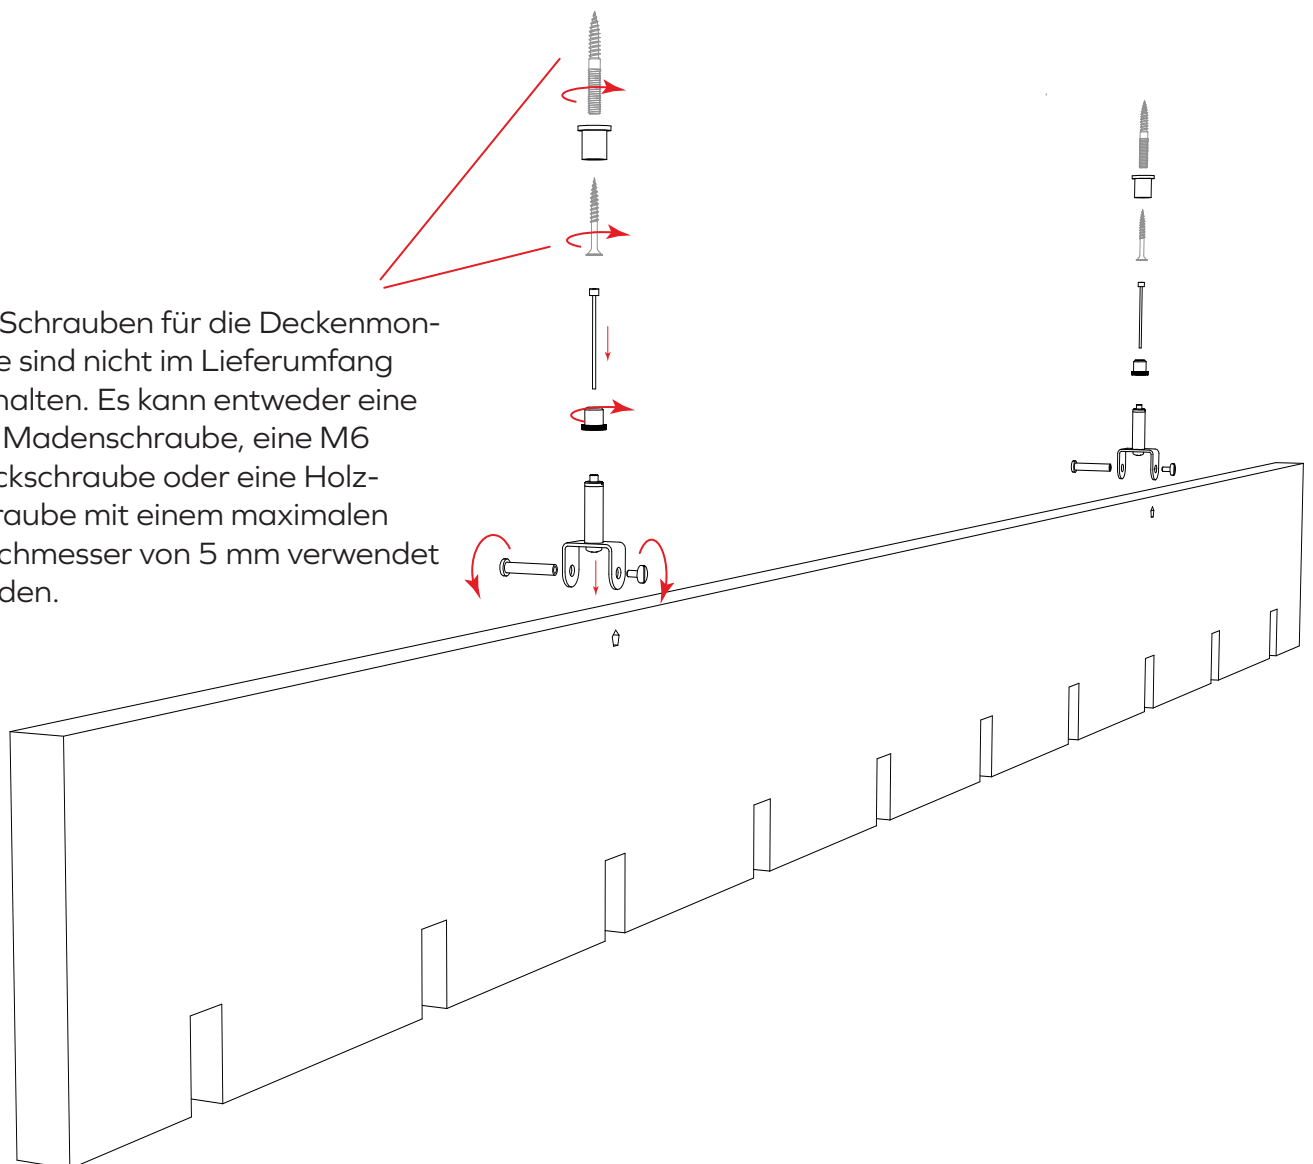 Schrauben für die Deckenmon-
e sind nicht im Lieferumfang
halten. Es kann entweder eine
Madenschraube, eine M6
ckschraube oder eine Holz-
raube mit einem maximalen
chmesser von 5 mm verwendet
den.